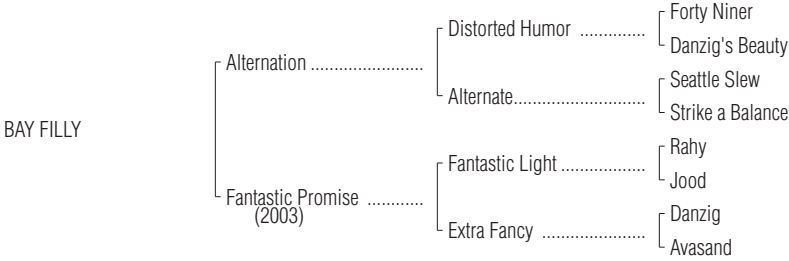 Forty Niner
Distorted Humor ..............
Danzig's Beauty
Alternation ........................
Seattle Slew
Alternate............................
Strike a Balance
BAY FILLY
Rahy
Fantastic Light ..................
Jood
Fantastic Promise ............
(2003)
Danzig
Extra Fancy ......................
Avasand